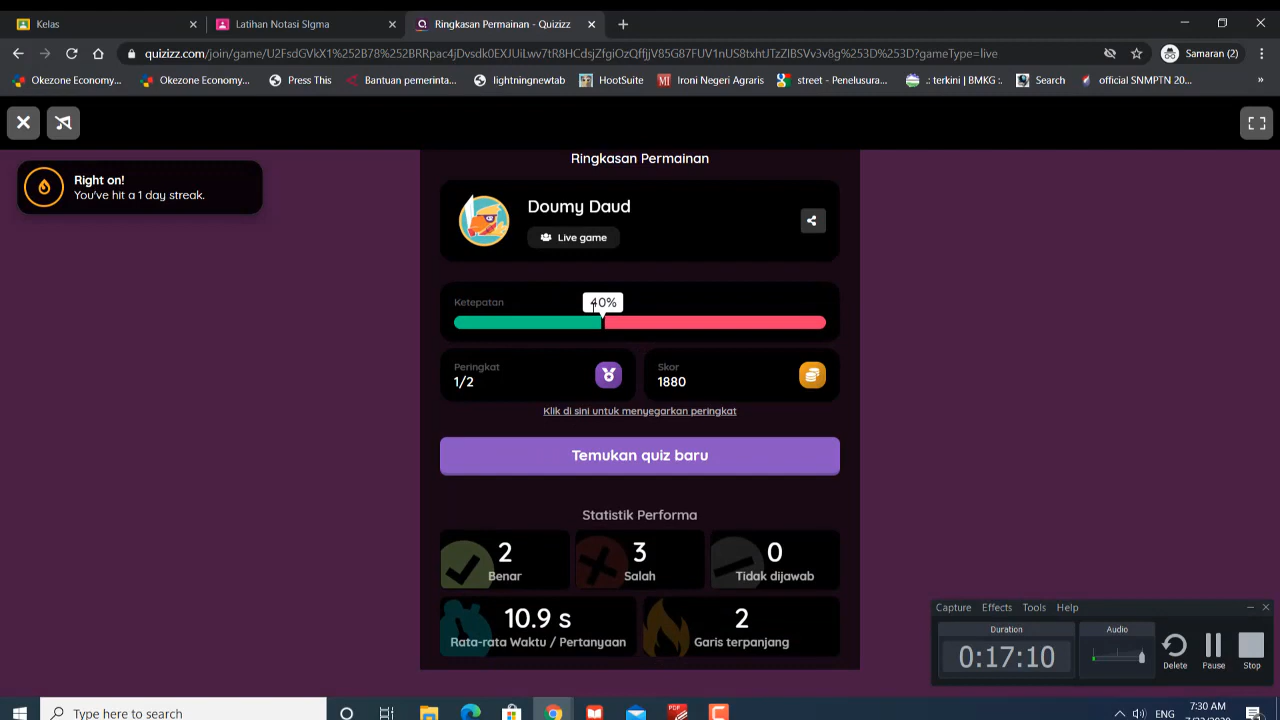 Kelas
Latihan Notasi SIgma
Ringkasan Permainan - Quizizz
quizizz.com/join/game/U2FsdGVkX1%252B78%252BRRpac4jDvsdk0EXJUiLwv7tR8HCdsjZfgiOzQffjjV85G87FUV1nUS8txhtJTzZlBSVv3v8g%253D%253D?gameType=live
Samaran (2)
Okezone Economy...
Okezone Economy...
Press This
Bantuan pemerinta...
lightningnewtab
HootSuite
Ironi Negeri Agraris
street - Penelusura...
.: terkini | BMKG :.
Search
official SNMPTN 20...
Ringkasan Permainan
Right on!
You've hit a 1 day streak.
Doumy Daud
Live game
Ketepatan
40%
Peringkat
1/2
Skor
1880
Klik di sini untuk menyegarkan peringkat
Temukan quiz baru
Statistik Performa
2
Benar
3
Salah
0
Tidak dijawab
10.9 s
Rata-rata Waktu / Pertanyaan
2
Garis terpanjang
Capture Effects Tools Help
Duration
Audio
0:17:10
Delete
Pause
Stop
Type here to search
PDF
ENG
7:30 AM